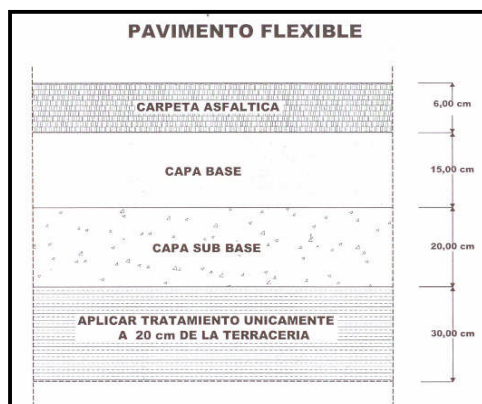 PAVIMENTO FLEXIBLE
CARPETA ASFALTICA
6,00 cm
CAPA BASE
15,00 cm
CAPA SUB BASE
20,00 cm
APLICAR TRATAMIENTO UNICAMENTE
A 20 cm DE LA TERRACERIA
30,00 cm